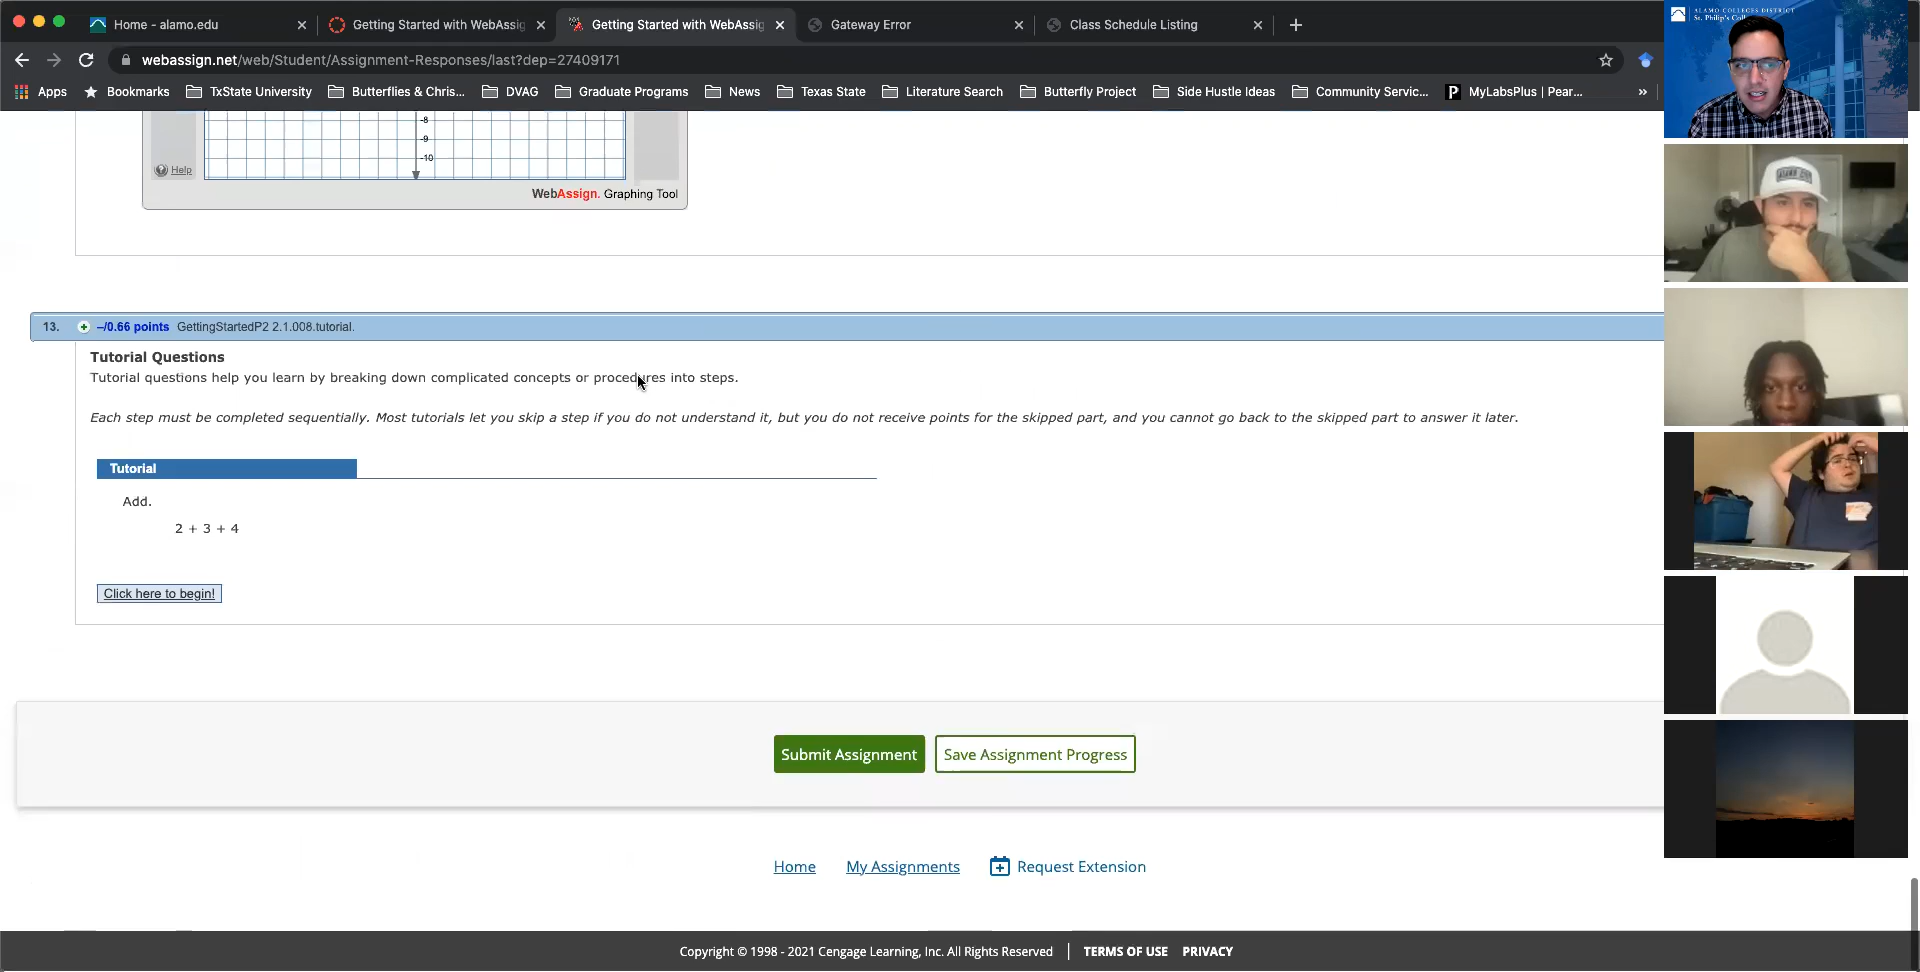 Home - alamo.edu
Getting Started with WebAssig
Getting Started with WebAssig
Gateway Error
Class Schedule Listing
webassign.net/web/Student/Assignment-Responses/last?dep=27409171
Apps
Bookmarks
TxState University
Butterflies & Chris...
DVAG
Graduate Programs
News
Texas State
Literature Search
Butterfly Project
Side Hustle Ideas
Community Servic...
MyLabsPlus | Pear...
»
ALAMO COLLEGES DISTRICT
-8
-9
-10
Help
WebAssign. Graphing Tool
13. –/0.66 points GettingStartedP2 2.1.008.tutorial.
Tutorial Questions
Tutorial questions help you learn by breaking down complicated concepts or procedures into steps.
Each step must be completed sequentially. Most tutorials let you skip a step if you do not understand it, but you do not receive points for the skipped part, and you cannot go back to the skipped part to answer it later.
Tutorial
Add.
2 + 3 + 4
Click here to begin!
Submit Assignment
Save Assignment Progress
Home
My Assignments
Request Extension
Copyright © 1998 - 2021 Cengage Learning, Inc. All Rights Reserved | TERMS OF USE PRIVACY